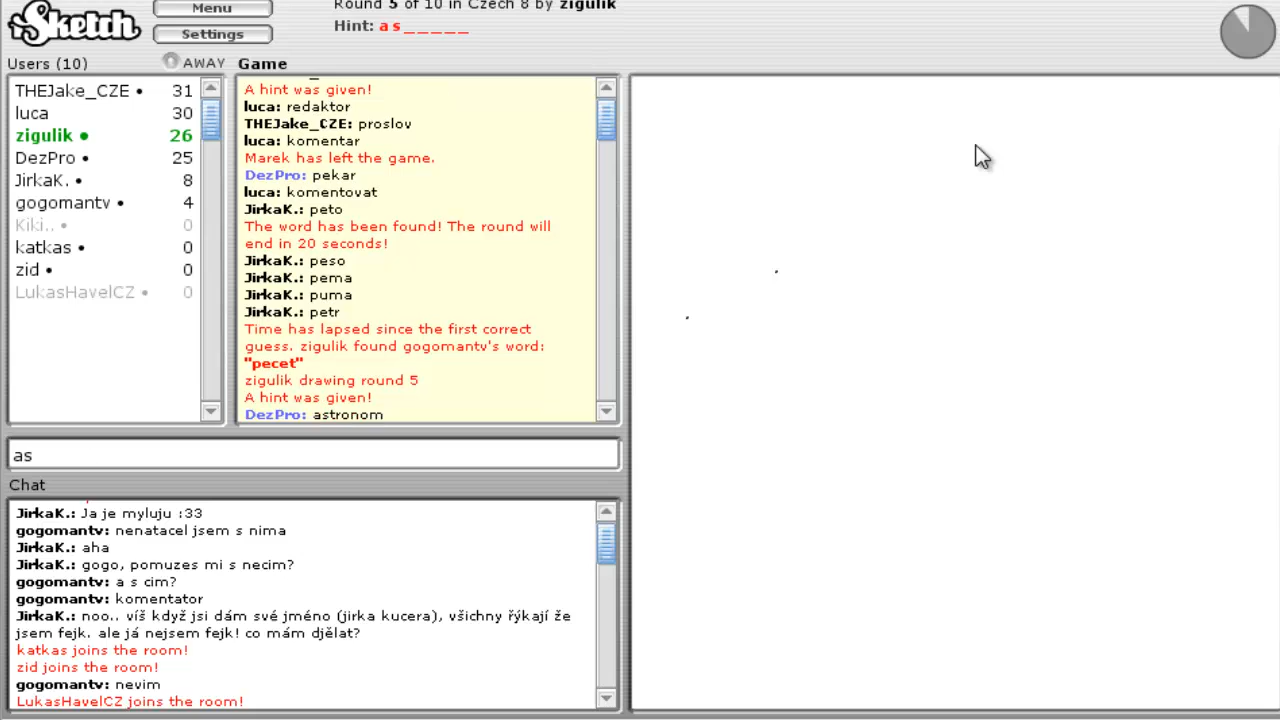 iSketch
Menu
Settings
Round 5 of 10 in Czech 8 by zigulik
Hint: a s _ _ _ _ _
Users (10)
AWAY
THEJake_CZE • 31
luca 30
zigulik • 26
DezPro • 25
JirkaK. • 8
gogomantv • 4
Kiki.. • 0
katkas • 0
zid • 0
LukasHavelCZ • 0
Game
A hint was given!
luca: redaktor
THEJake_CZE: proslov
luca: komentar
Marek has left the game.
DezPro: pekar
luca: komentovat
JirkaK.: peto
The word has been found! The round will
end in 20 seconds!
JirkaK.: peso
JirkaK.: pema
JirkaK.: puma
JirkaK.: petr
Time has lapsed since the first correct
guess. zigulik found gogomantv's word:
"pecet"
zigulik drawing round 5
A hint was given!
DezPro: astronom
as
Chat
JirkaK.: Ja je myluju :33
gogomantv: nenatacel jsem s nima
JirkaK.: aha
JirkaK.: gogo, pomuzes mi s necim?
gogomantv: a s cim?
gogomantv: komentator
JirkaK.: noo.. víš když jsi dám své jméno (jirka kucera), všichny řýkají že
jsem fejk. ale já nejsem fejk! co mám djělat?
katkas joins the room!
zid joins the room!
gogomantv: nevim
LukasHavelCZ joins the room!